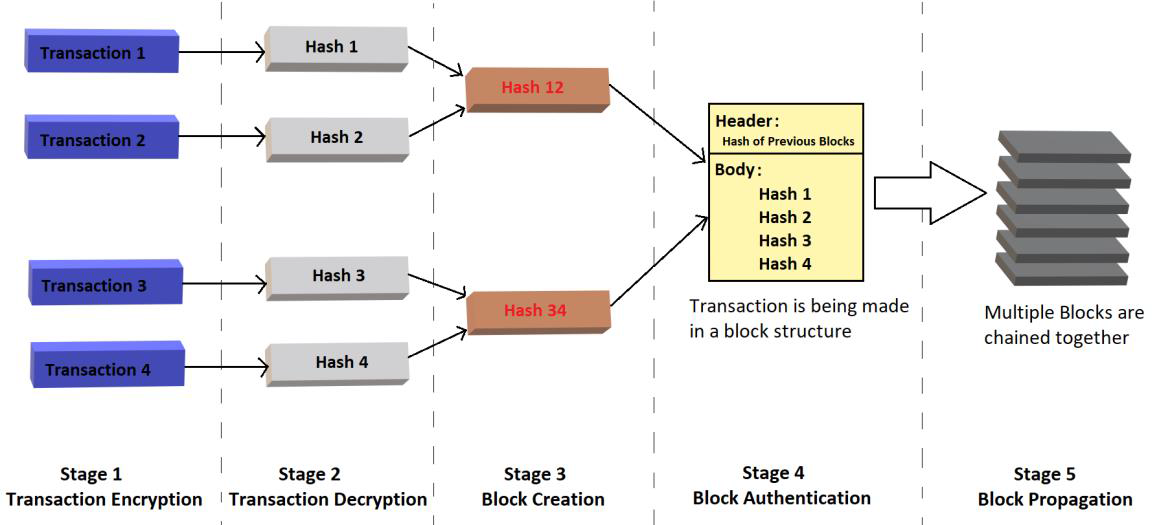 Transaction 1
Hash 1
Hash 12
Transaction 2
Hash 2
Header:
Hash of Previous Blocks
Body:
Hash 1
Hash 2
Hash 3
Hash 4
Transaction 3
Hash 3
Hash 34
Transaction 4
Hash 4
Transaction is being made
in a block structure
Multiple Blocks are
chained together
Stage 1
Transaction Encryption
Stage 2
Transaction Decryption
Stage 3
Block Creation
Stage 4
Block Authentication
Stage 5
Block Propagation